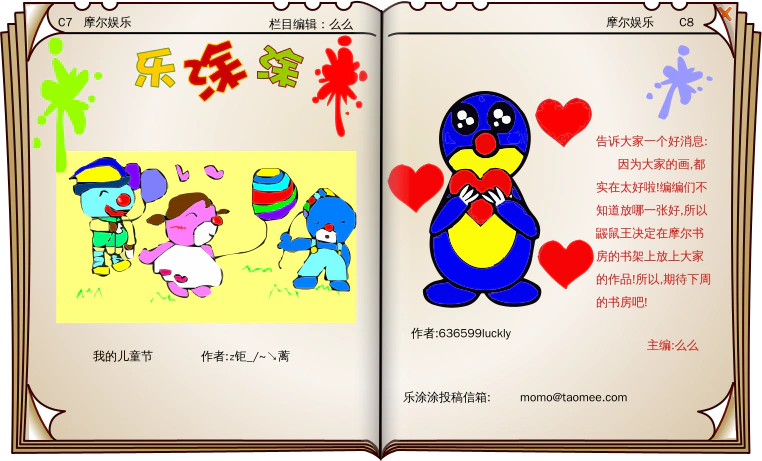 C7 摩尔娱乐
栏目编辑：么么
乐涂涂
我的儿童节
作者:z钜_/~↘蓠
摩尔娱乐 C8
告诉大家一个好消息:
因为大家的画,都
实在太好啦!编编们不
知道放哪一张好,所以
鼹鼠王决定在摩尔书
房的书架上放上大家
的作品!所以,期待下周
的书房吧!
作者:636599luckly
主编:么么
乐涂涂投稿信箱: momo@taomee.com